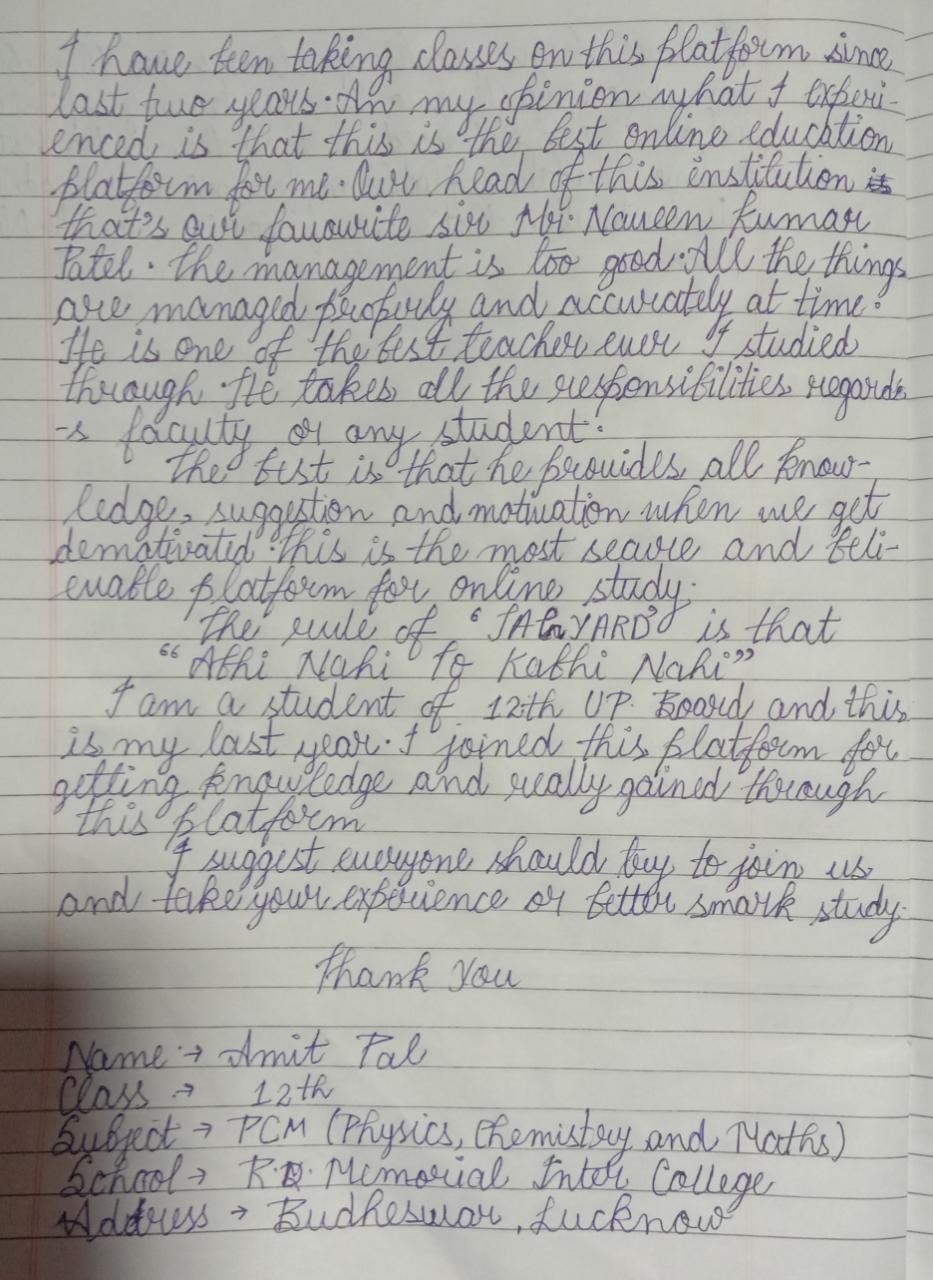 I have been taking classes on this platform since
last two years. In my opinion what I experi-
enced is that this is the best online education
platform for me. Our head of this institution is
that's our favourite sir Mr. Naveen Kumar
Patel. The management is too good. All the things
are managed properly and accurately at time.
He is one of the best teacher ever I studied
through. He takes all the responsibilities regard
-s faculty or any student.
The best is that he provides all know-
ledge, suggestion and motivation when we get
demotivated. This is the most secure and beli-
evable platform for online study.
The rule of " is that
"Abhi Nahi To Kabhi Nahi"
I am a student of 12th UP. Board and this
is my last year. I joined this platform for
getting knowledge and really gained through
this platform
I suggest everyone should try to join us
and take your experience or better smark study.
Thank You
Name → Amit Pal
Class → 12th
Subject → PCM (Physics, Chemistry and Maths)
School → R.D. Memorial Inter College
Address → Budheswar, Lucknow